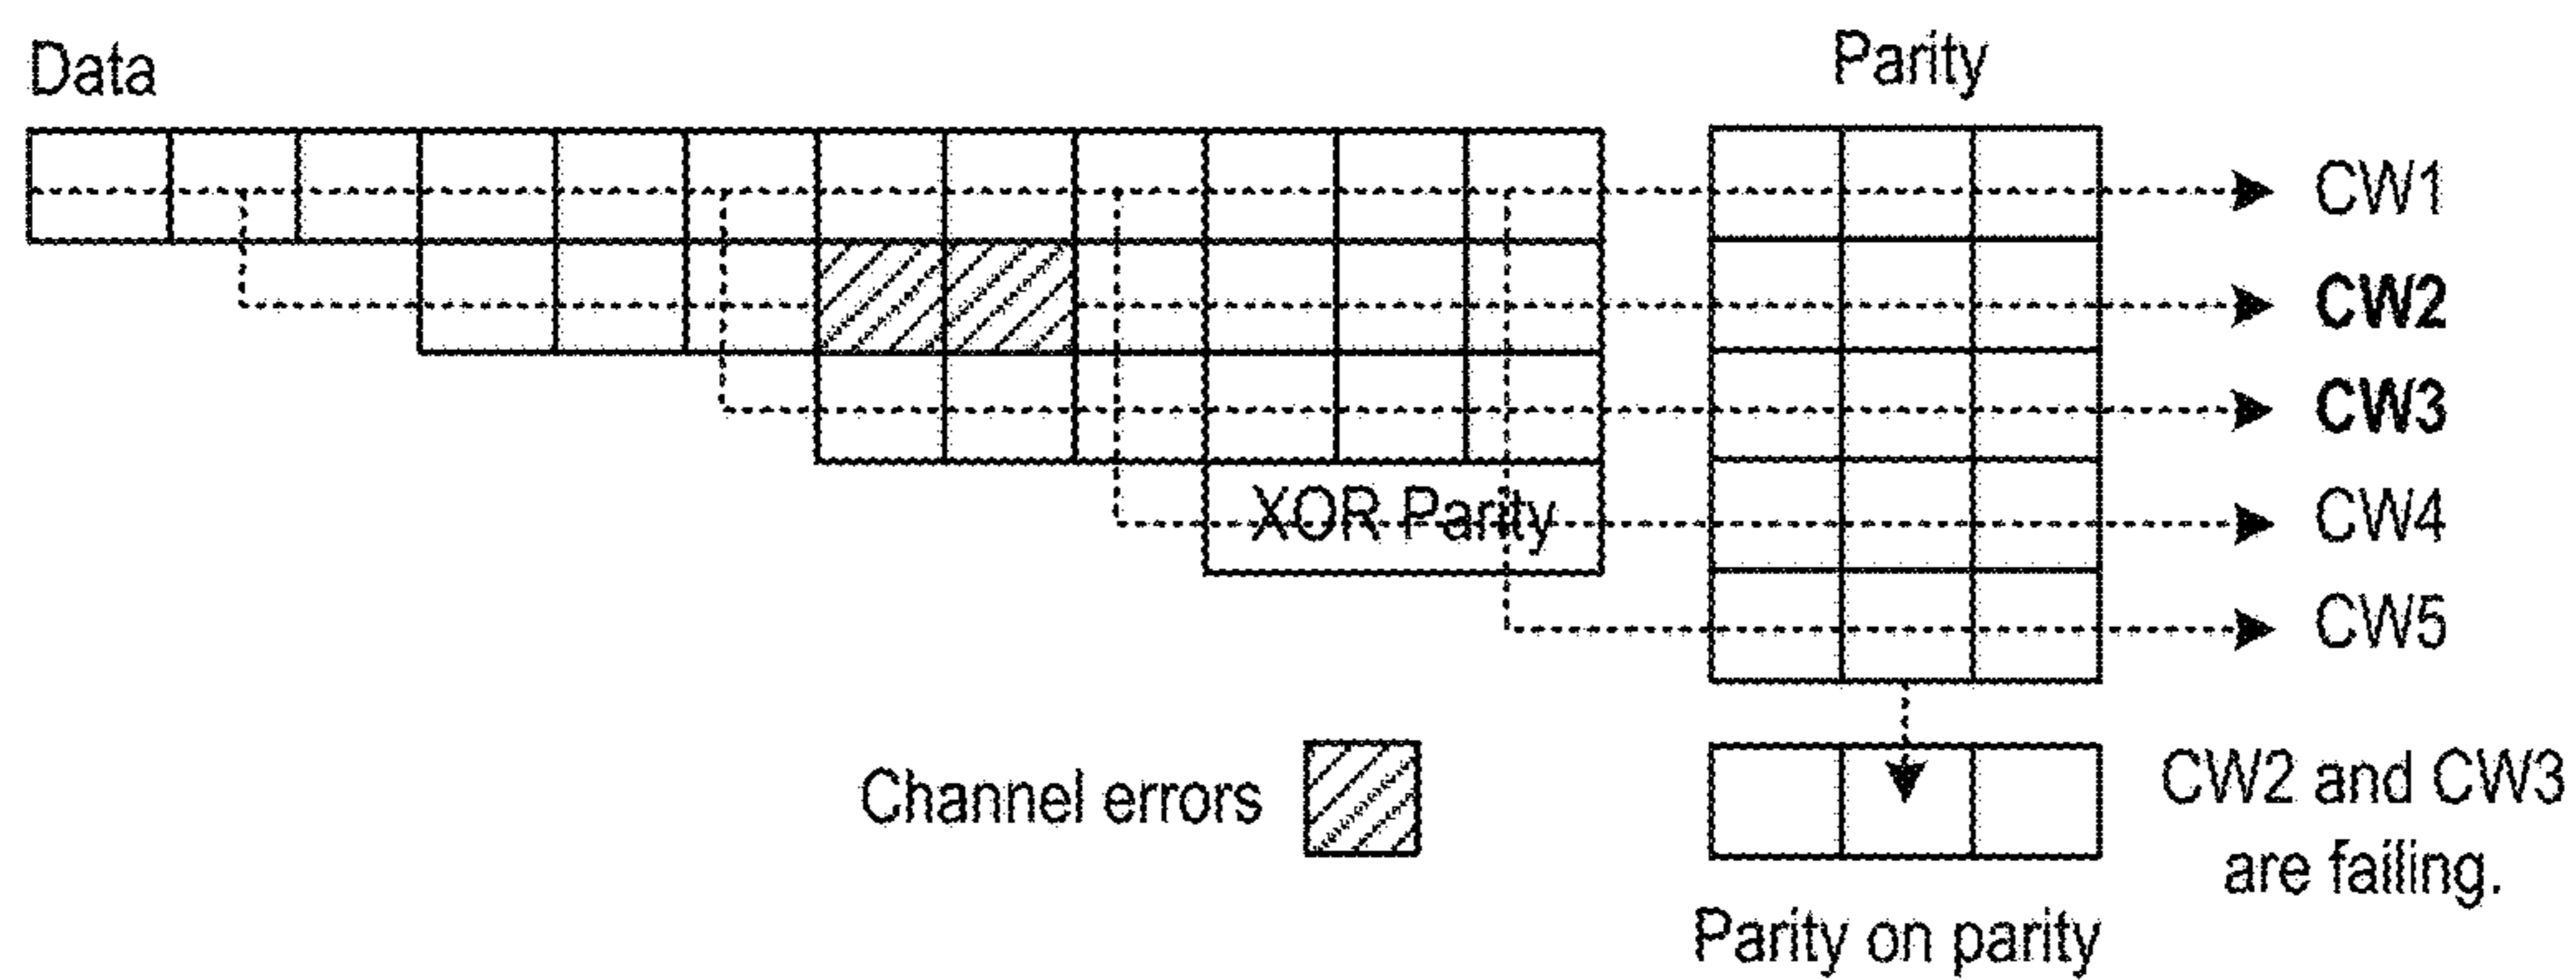 Data
Parity
CW1
CW2
CW3
XOR Parity
CW4
CW5
Channel errors
CW2 and CW3
are failing.
Parity on parity